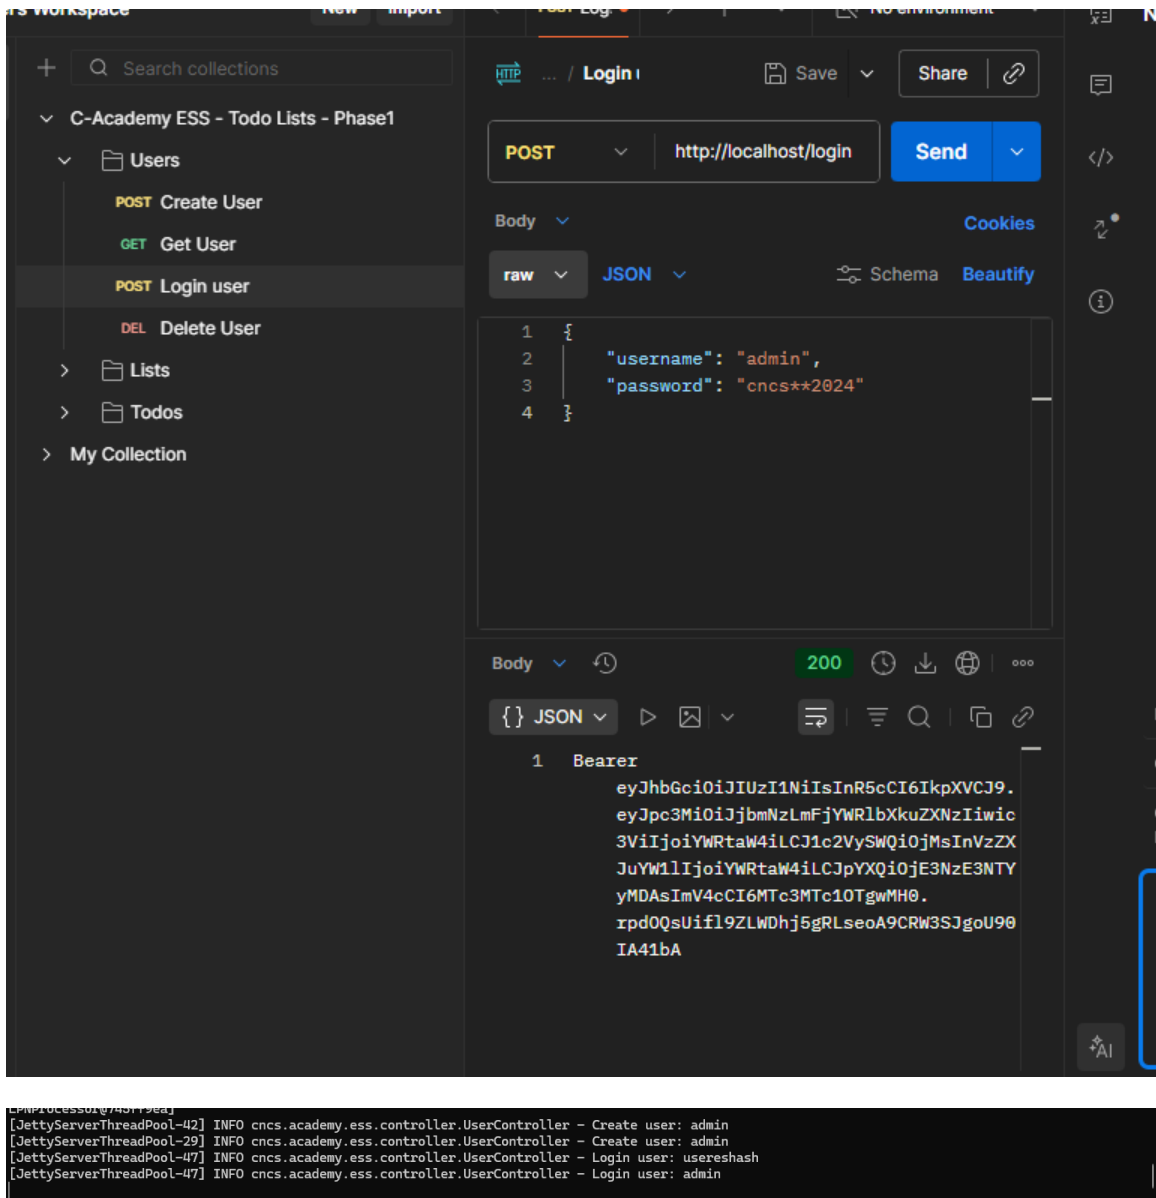 New Import
No environment
Search collections
... / Login
Save
Share
C-Academy ESS - Todo Lists - Phase1
Users
POST Create User
GET Get User
POST Login user
DEL Delete User
Lists
Todos
My Collection
HTTP
POST
http://localhost/login
Send
Body
Cookies
raw
JSON
Schema
Beautify
1 {
2 "username": "admin",
3 "password": "cncs**2024"
4 }
Body
200
{} JSON
1 Bearer
eyJhbGciOiJIUzI1NiIsInR5cCI6IkpXVCJ9.
eyJpc3MiOiJjbmNzLmFjYWRlbXkuZXNzIiwic
3ViIjoiYWRtaW4iLCJ1c2VySWQiOjMsInVzZX
JuYW1lIjoiYWRtaW4iLCJpYXQiOjE3NzE3NTY
yMDAsImV4cCI6MTc3MTc1OTgwMH0.
rpdOQsUifl9ZLWDhj5gRLseoA9CRW3SJgoU90
IA41bA
AI
[JettyServerThreadPool-42] INFO cncs.academy.ess.controller.UserController - Create user: admin
[JettyServerThreadPool-29] INFO cncs.academy.ess.controller.UserController - Create user: admin
[JettyServerThreadPool-47] INFO cncs.academy.ess.controller.UserController - Login user: usereshash
[JettyServerThreadPool-47] INFO cncs.academy.ess.controller.UserController - Login user: admin